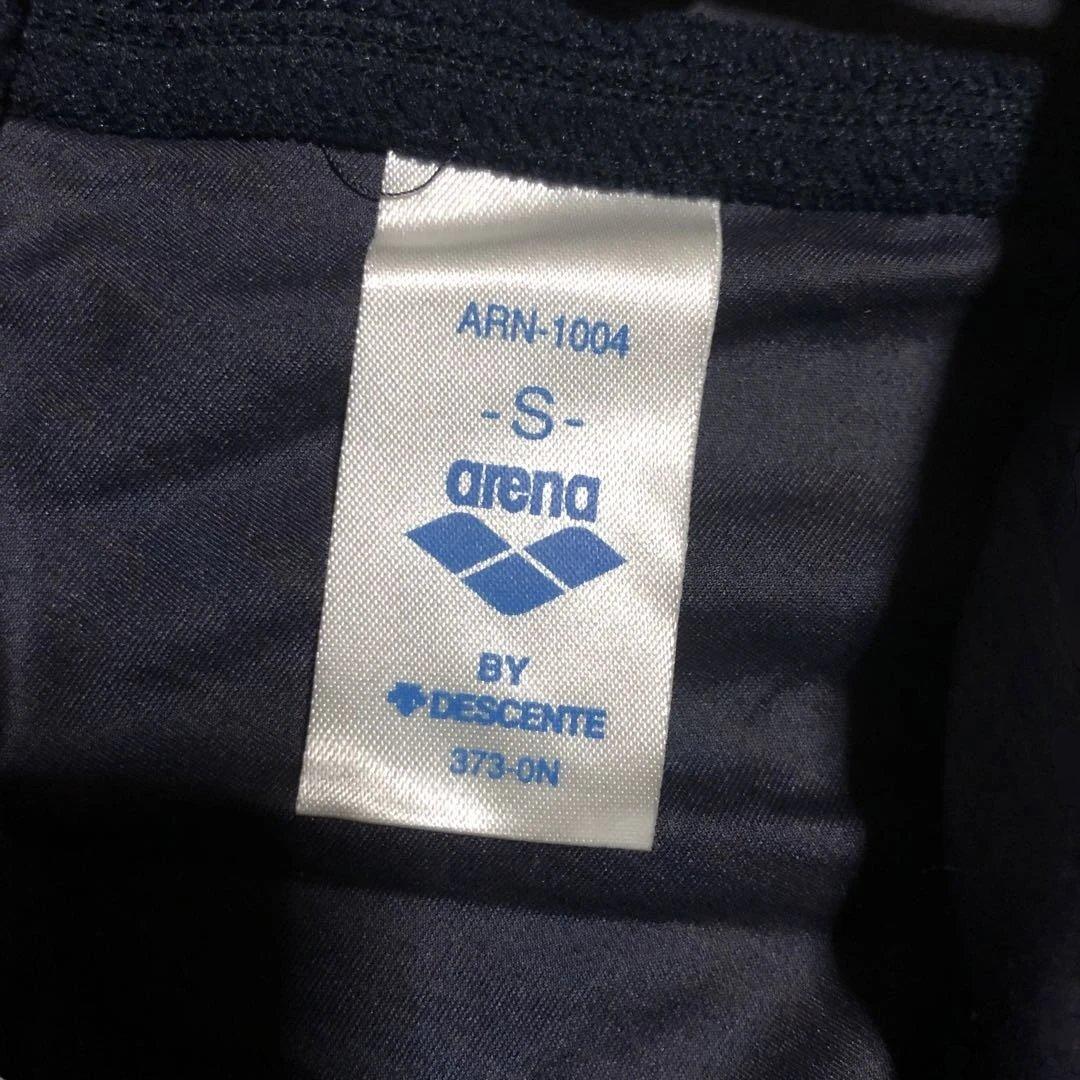 ARN-1004
-S-
arena
BY
DESCENTE
373-0N